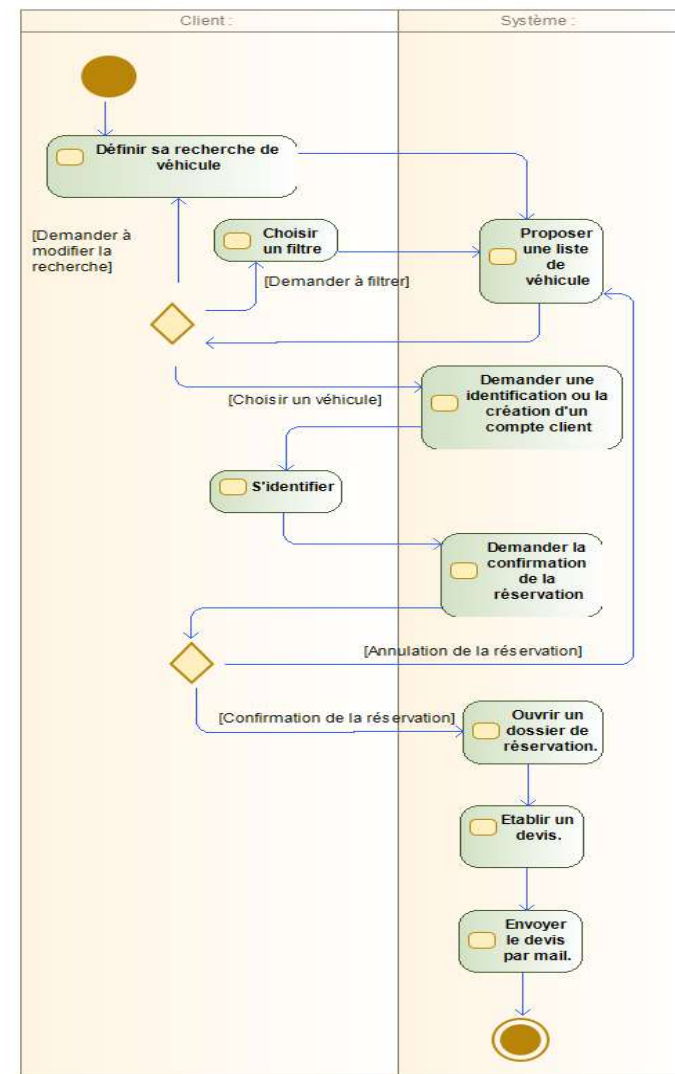 Client :
Système :
Définir sa recherche de
véhicule
[Demander à
modifier la
recherche]
Choisir
un filtre
[Demander à filtrer]
Proposer
une liste
de
véhicule
[Choisir un véhicule]
Demander une
identification ou la
création d'un
compte client
S'identifier
Demander la
confirmation
de la
réservation
[Annulation de la réservation]
[Confirmation de la réservation]
Ouvrir un
dossier de
réservation.
Etablir un
devis.
Envoyer
le devis
par mail.